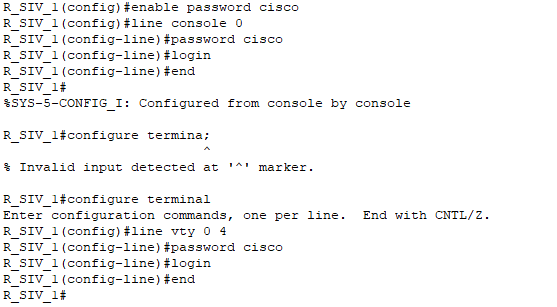 R_SIV_1(config)#enable password cisco
R_SIV_1(config)#line console 0
R_SIV_1(config-line)#password cisco
R_SIV_1(config-line)#login
R_SIV_1(config-line)#end
R_SIV_1#
%SYS-5-CONFIG_I: Configured from console by console

R_SIV_1#configure termina;
                         ^
% Invalid input detected at '^' marker.

R_SIV_1#configure terminal
Enter configuration commands, one per line.  End with CNTL/Z.
R_SIV_1(config)#line vty 0 4
R_SIV_1(config-line)#password cisco
R_SIV_1(config-line)#login
R_SIV_1(config-line)#end
R_SIV_1#